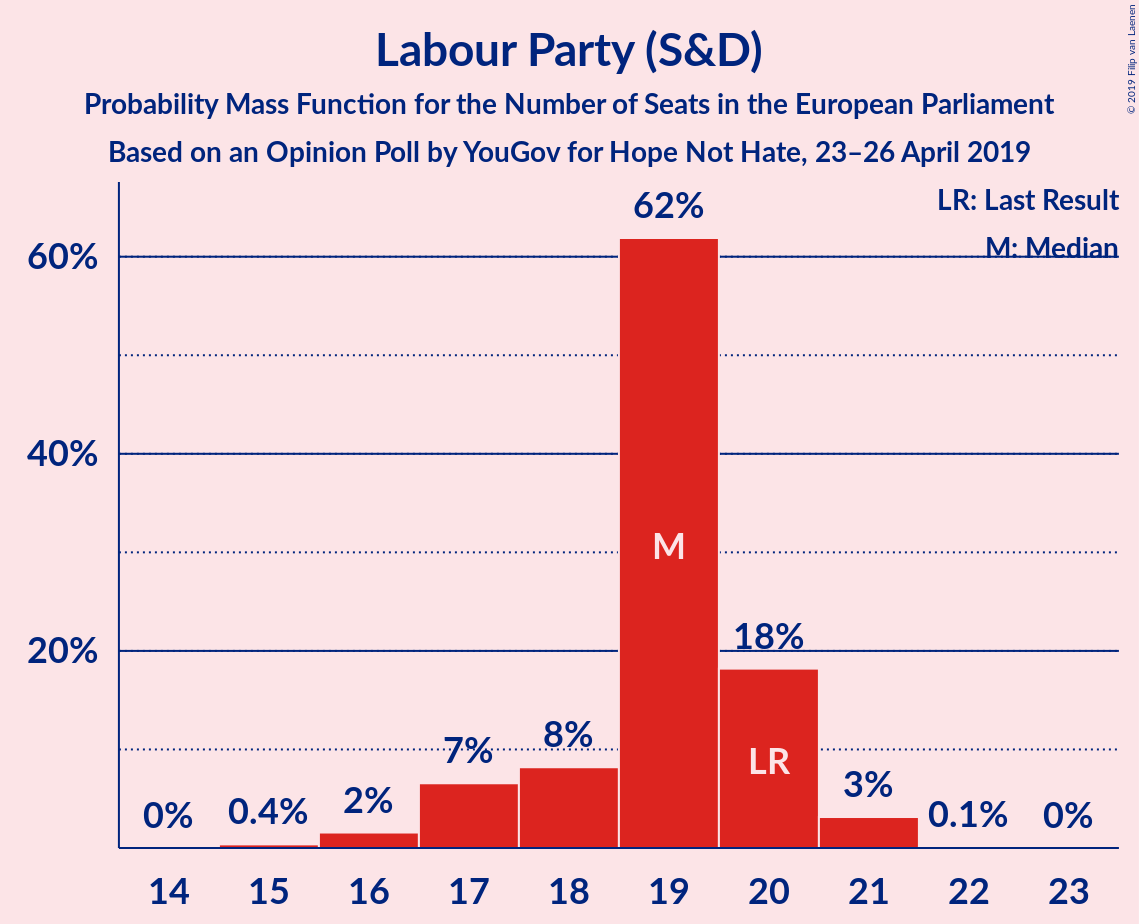 Labour Party (S&D)
Probability Mass Function for the Number of Seats in the European Parliament
Based on an Opinion Poll by YouGov for Hope Not Hate, 23–26 April 2019
© 2019 Filip van Laenen
LR: Last Result
M: Median
60%
40%
20%
0%
0.4%
2%
7%
8%
62%
18%
3%
0.1%
0%
M
LR
14 15 16 17 18 19 20 21 22 23